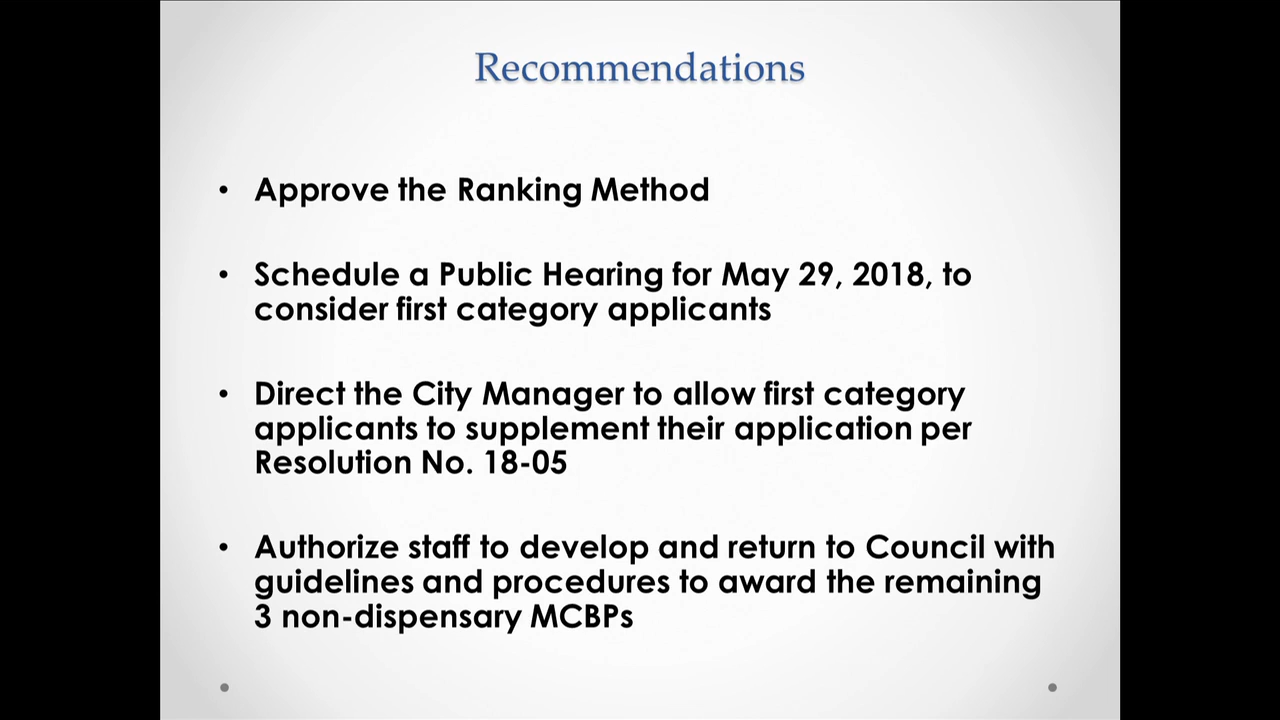 Recommendations
• Approve the Ranking Method
• Schedule a Public Hearing for May 29, 2018, to
consider first category applicants
• Direct the City Manager to allow first category
applicants to supplement their application per
Resolution No. 18-05
• Authorize staff to develop and return to Council with
guidelines and procedures to award the remaining
3 non-dispensary MCBPs